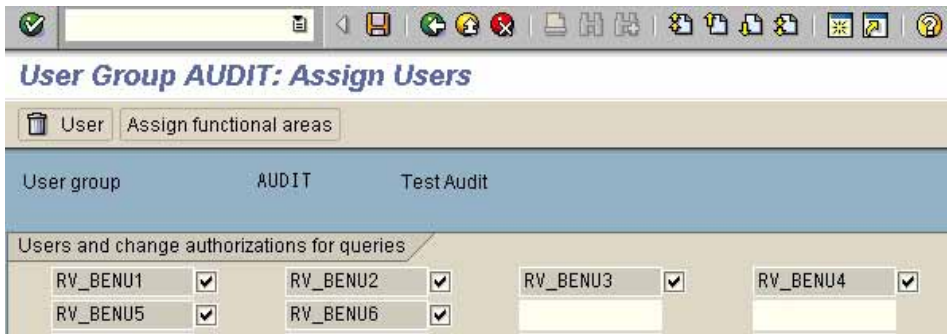 User Group AUDIT: Assign Users
User Assign functional areas
User group AUDIT Test Audit
Users and change authorizations for queries
RV_BENU1 RV_BENU2 RV_BENU3 RV_BENU4
RV_BENU5 RV_BENU6